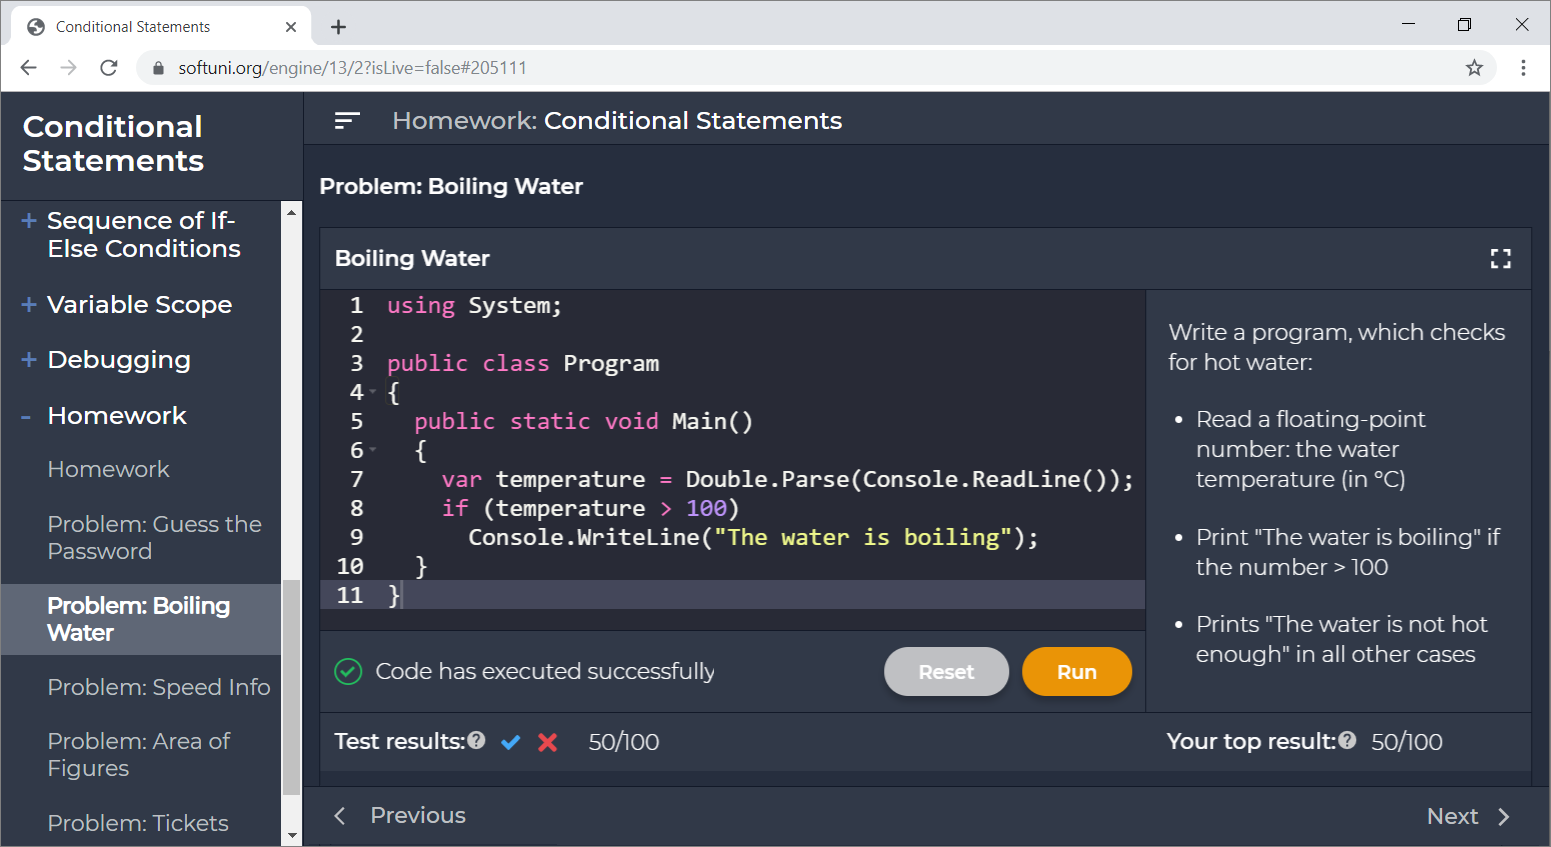 Conditional Statements
softuni.org/engine/13/2?isLive=false#205111
Conditional
Statements
+ Sequence of If-
Else Conditions
+ Variable Scope
+ Debugging
- Homework
Homework
Problem: Guess the
Password
Problem: Boiling
Water
Problem: Speed Info
Problem: Area of
Figures
Problem: Tickets
Homework: Conditional Statements
Problem: Boiling Water
Boiling Water
1 using System;
2
3 public class Program
4 {
5 public static void Main()
6 {
7 var temperature = Double.Parse(Console.ReadLine());
8 if (temperature > 100)
9 Console.WriteLine("The water is boiling");
10 }
11 }
Write a program, which checks
for hot water:
• Read a floating-point
number: the water
temperature (in °C)
• Print "The water is boiling" if
the number > 100
• Prints "The water is not hot
enough" in all other cases
Code has executed successfully
Reset
Run
Test results:? 50/100
Your top result:? 50/100
Previous
Next